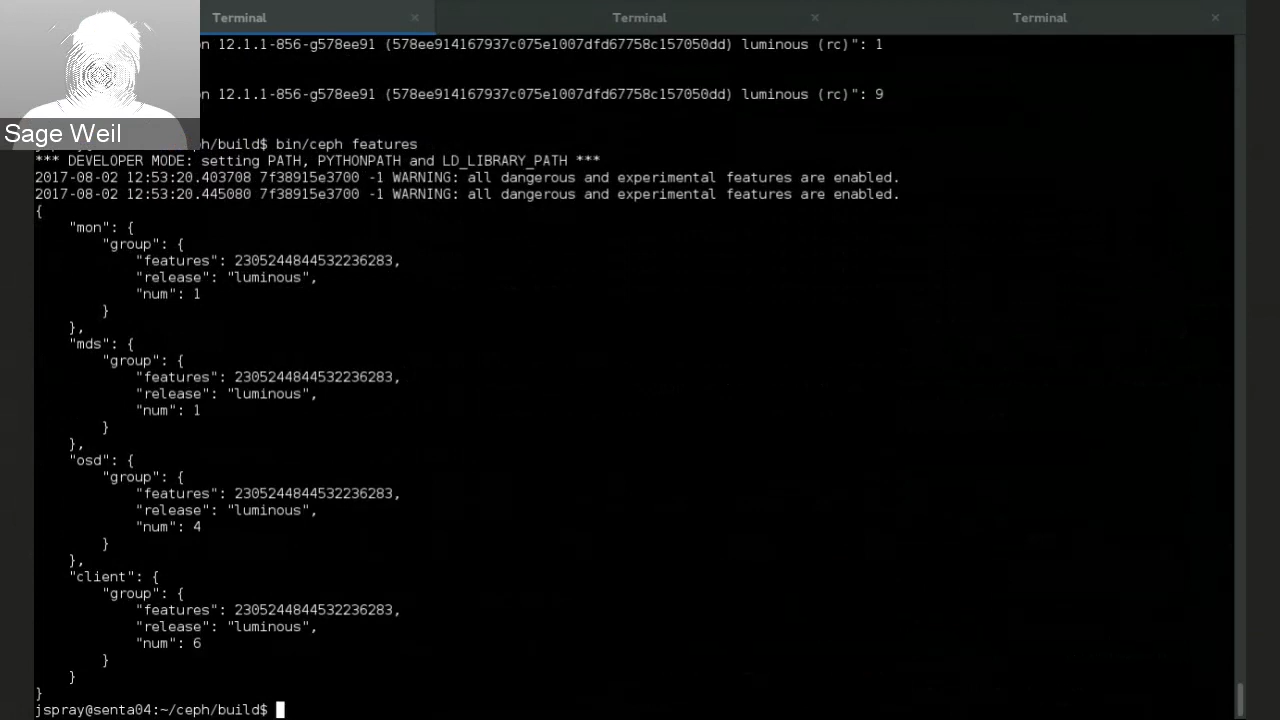 Terminal × Terminal × Terminal ×
on 12.1.1-856-g578ee91 (578ee914167937c075e1007dfd67758c157050dd) luminous (rc)": 1
on 12.1.1-856-g578ee91 (578ee914167937c075e1007dfd67758c157050dd) luminous (rc)": 9
Sage Weil
ceph/build$ bin/ceph features
*** DEVELOPER MODE: setting PATH, PYTHONPATH and LD_LIBRARY_PATH ***
2017-08-02 12:53:20.403708 7f38915e3700 -1 WARNING: all dangerous and experimental features are enabled.
2017-08-02 12:53:20.445080 7f38915e3700 -1 WARNING: all dangerous and experimental features are enabled.
{
"mon": {
"group": {
"features": 2305244844532236283,
"release": "luminous",
"num": 1
}
},
"mds": {
"group": {
"features": 2305244844532236283,
"release": "luminous",
"num": 1
}
},
"osd": {
"group": {
"features": 2305244844532236283,
"release": "luminous",
"num": 4
}
},
"client": {
"group": {
"features": 2305244844532236283,
"release": "luminous",
"num": 6
}
}
}
jspray@senta04:~/ceph/build$